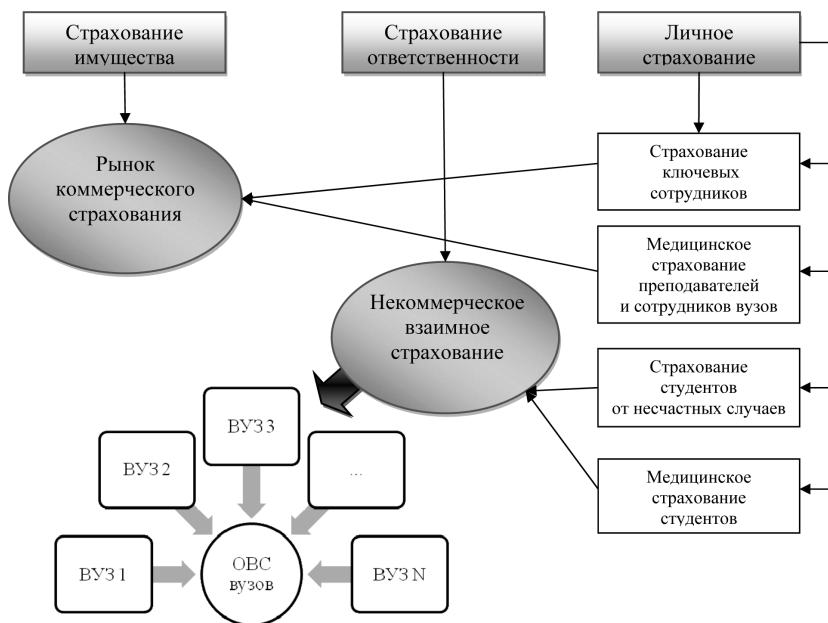 Страхование
имущества
Страхование
ответственности
Личное
страхование
Рынок
коммерческого
страхования
Страхование
ключевых
сотрудников
Медицинское
страхование
преподавателей
и сотрудников вузов
Некоммерческое
взаимное
страхование
Страхование
студентов
от несчастных случаев
Медицинское
страхование
студентов
ВУЗ 3
ВУЗ 2
...
ВУЗ 1
ОВС
вузов
ВУЗ N